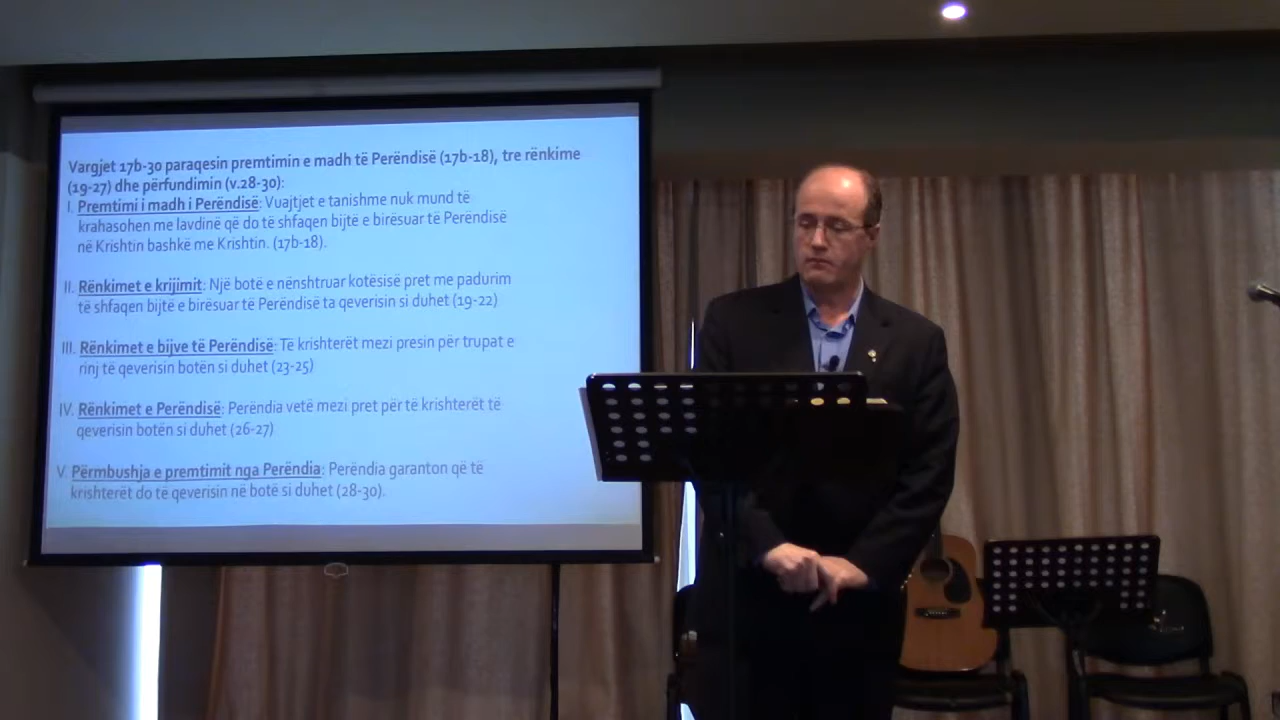 Vargjet 17b-30 paraqesin premtimin e madh të Perëndisë (17b-18), tre rënkime
(19-27) dhe përfundimin (v.28-30):
I. Premtimi i madh i Perëndisë: Vuajtjet e tanishme nuk mund të
krahasohen me lavdinë që do të shfaqen bijtë e birësuar të Perëndisë
në Krishtin bashkë me Krishtin. (17b-18).
II. Rënkimet e krijimit: Një botë e nënshtruar kotësisë pret me padurim
të shfaqen bijtë e birësuar të Perëndisë ta qeverisin si duhet (19-22)
III. Rënkimet e bijve të Perëndisë: Të krishterët mezi presin për trupat e
rinj të qeverisin botën si duhet (23-25)
IV. Rënkimet e Perëndisë: Perëndia vetë mezi pret për të krishterët të
qeverisin botën si duhet (26-27)
V. Përmbushja e premtimit nga Perëndia: Perëndia garanton që të
krishterët do të qeverisin në botë si duhet (28-30).